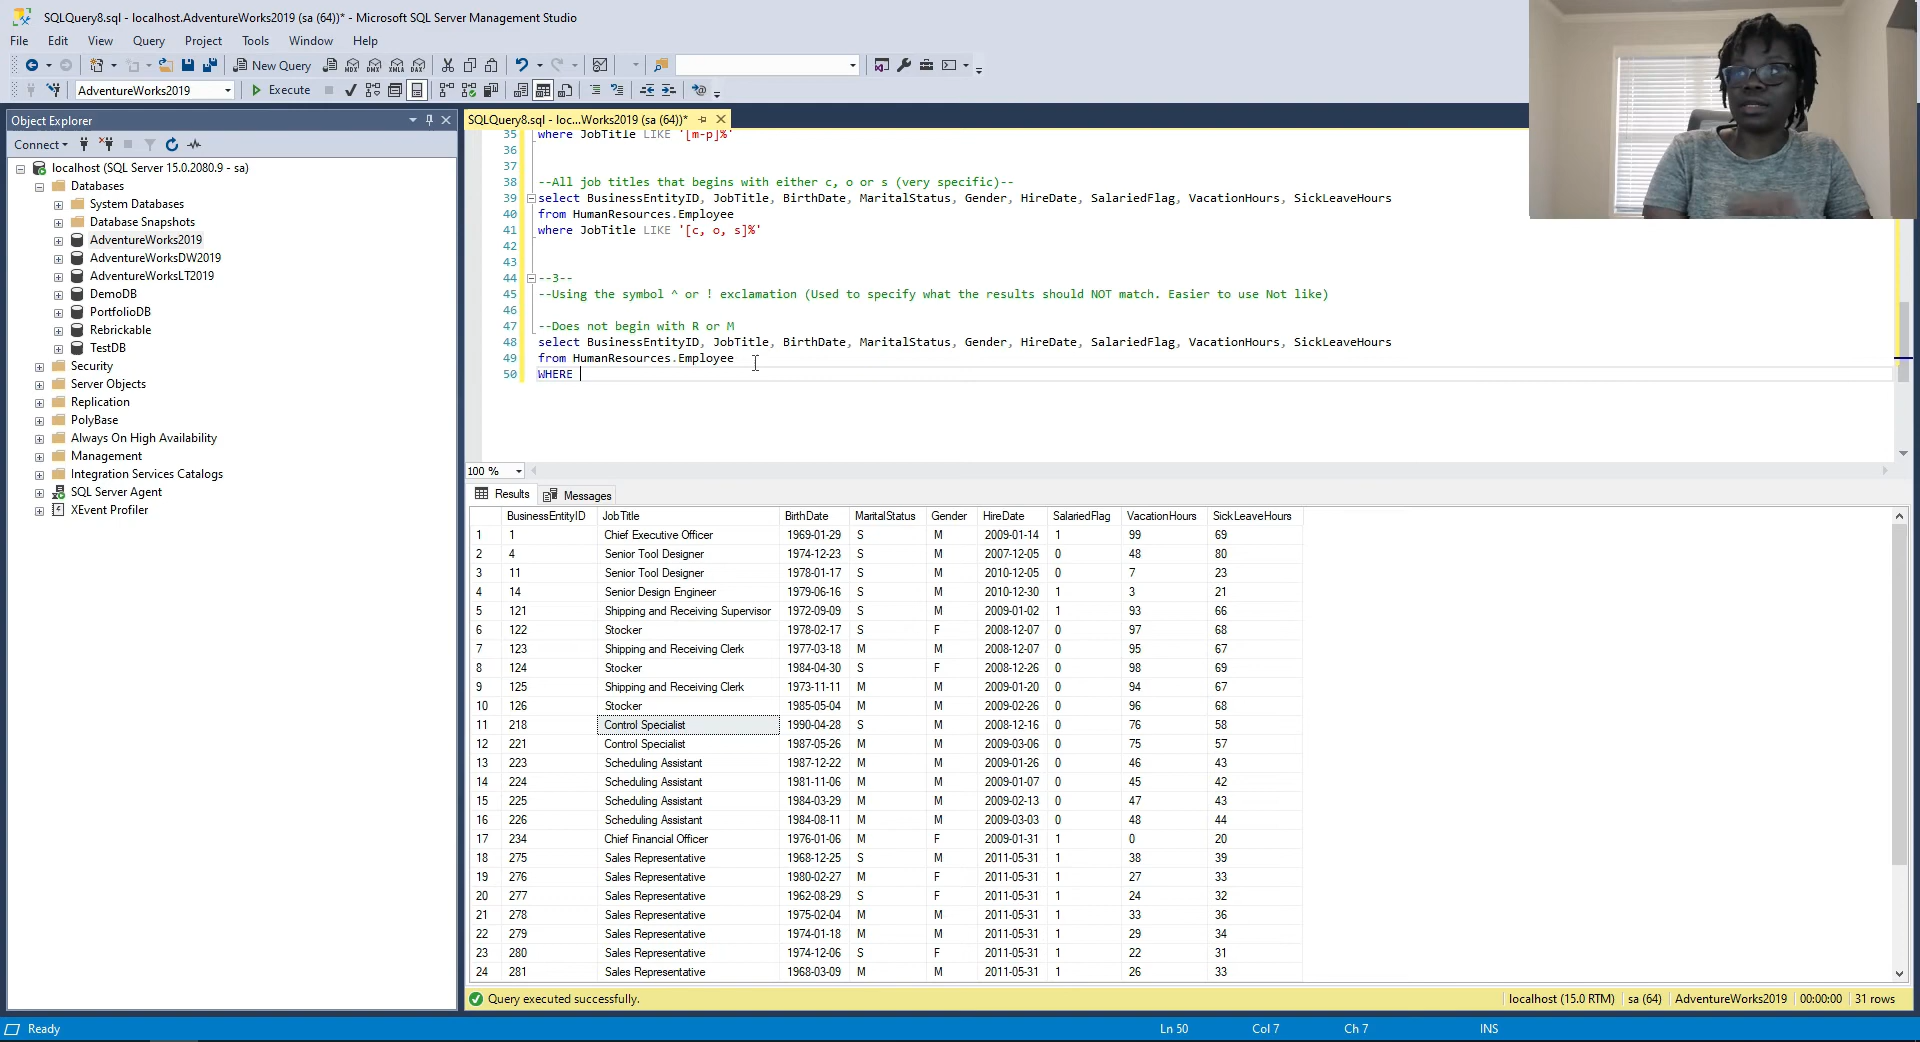 SQLQuery8.sql - localhost.AdventureWorks2019 (sa (64))* - Microsoft SQL Server Management Studio
File Edit View Query Project Tools Window Help
New Query
AdventureWorks2019 Execute
Object Explorer
Connect
localhost (SQL Server 15.0.2080.9 - sa)
Databases
System Databases
Database Snapshots
AdventureWorks2019
AdventureWorksDW2019
AdventureWorksLT2019
DemoDB
PortfolioDB
Rebrickable
TestDB
Security
Server Objects
Replication
PolyBase
Always On High Availability
Management
Integration Services Catalogs
SQL Server Agent
XEvent Profiler
SQLQuery8.sql - loc...Works2019 (sa (64))*
35 where JobTitle LIKE '[m-p]%'
36
37
38 --All job titles that begins with either c, o or s (very specific)--
39 select BusinessEntityID, JobTitle, BirthDate, MaritalStatus, Gender, HireDate, SalariedFlag, VacationHours, SickLeaveHours
40 from HumanResources.Employee
41 where JobTitle LIKE '[c, o, s]%'
42
43
44 --3--
45 --Using the symbol ^ or ! exclamation (Used to specify what the results should NOT match. Easier to use Not like)
46
47 --Does not begin with R or M
48 select BusinessEntityID, JobTitle, BirthDate, MaritalStatus, Gender, HireDate, SalariedFlag, VacationHours, SickLeaveHours
49 from HumanResources.Employee
50 WHERE
100 %
Results Messages
BusinessEntityID JobTitle BirthDate MaritalStatus Gender HireDate SalariedFlag VacationHours SickLeaveHours
1 1 Chief Executive Officer 1969-01-29 S M 2009-01-14 1 99 69
2 4 Senior Tool Designer 1974-12-23 S M 2007-12-05 0 48 80
3 11 Senior Tool Designer 1978-01-17 S M 2010-12-05 0 7 23
4 14 Senior Design Engineer 1979-06-16 S M 2010-12-30 1 3 21
5 121 Shipping and Receiving Supervisor 1972-09-09 S M 2009-01-02 1 93 66
6 122 Stocker 1978-02-17 S F 2008-12-07 0 97 68
7 123 Shipping and Receiving Clerk 1977-03-18 M M 2008-12-07 0 95 67
8 124 Stocker 1984-04-30 S F 2008-12-26 0 98 69
9 125 Shipping and Receiving Clerk 1973-11-11 M M 2009-01-20 0 94 67
10 126 Stocker 1985-05-04 M M 2009-02-26 0 96 68
11 218 Control Specialist 1990-04-28 S M 2008-12-16 0 76 58
12 221 Control Specialist 1987-05-26 M M 2009-03-06 0 75 57
13 223 Scheduling Assistant 1987-12-22 M M 2009-01-26 0 46 43
14 224 Scheduling Assistant 1981-11-06 M M 2009-01-07 0 45 42
15 225 Scheduling Assistant 1984-03-29 M M 2009-02-13 0 47 43
16 226 Scheduling Assistant 1984-08-11 M M 2009-03-03 0 48 44
17 234 Chief Financial Officer 1976-01-06 M F 2009-01-31 1 0 20
18 275 Sales Representative 1968-12-25 S M 2011-05-31 1 38 39
19 276 Sales Representative 1980-02-27 M F 2011-05-31 1 27 33
20 277 Sales Representative 1962-08-29 S F 2011-05-31 1 24 32
21 278 Sales Representative 1975-02-04 M M 2011-05-31 1 33 36
22 279 Sales Representative 1974-01-18 M M 2011-05-31 1 29 34
23 280 Sales Representative 1974-12-06 S F 2011-05-31 1 22 31
24 281 Sales Representative 1968-03-09 M M 2011-05-31 1 26 33
Query executed successfully. localhost (15.0 RTM) sa (64) AdventureWorks2019 00:00:00 31 rows
Ready Ln 50 Col 7 Ch 7 INS